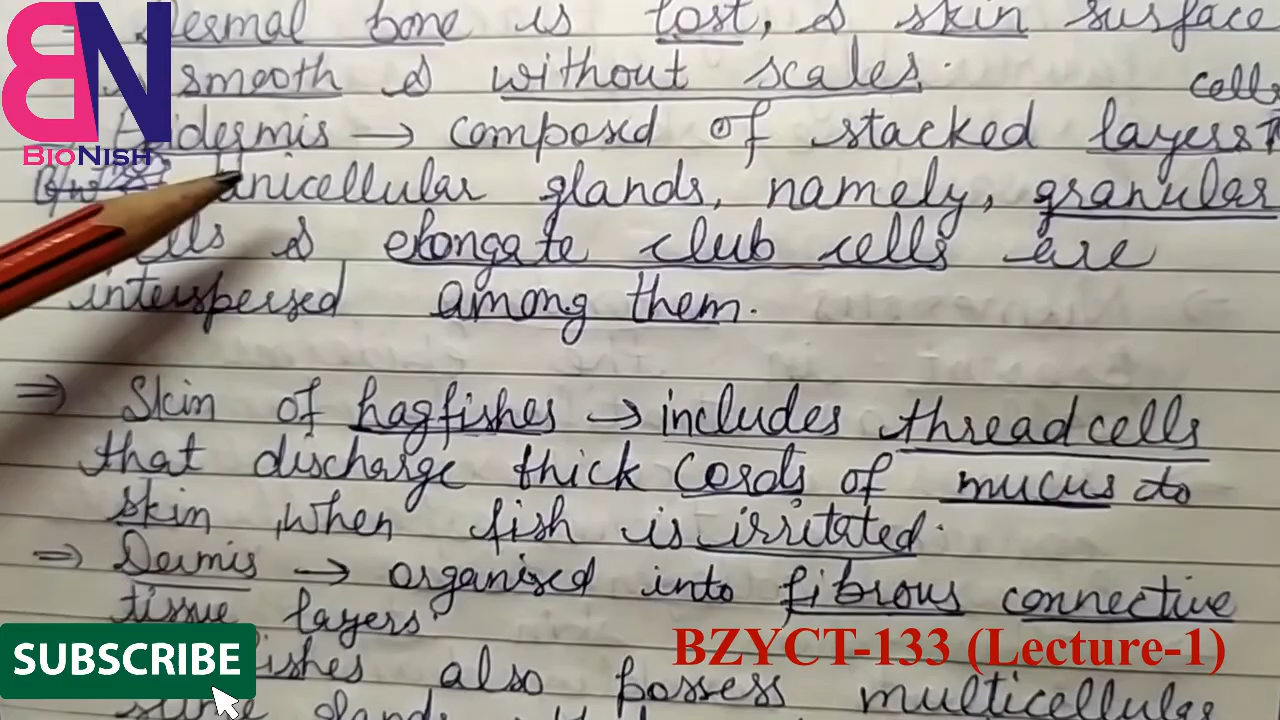 Dermal bone is lost, & skin surface
smooth & without scales.
cells
Epidermis → composed of stacked layers
Unicellular glands, namely, granular
cells & elongate club cells are
interspersed among them.
⇒ Skin of hagfishes → includes thread cells
that discharge thick cords of mucus to
skin, when fish is irritated.
⇒ Dermis → organised into fibrous connective
tissue layers.
also possess multicellular
BN
BIONISH
SUBSCRIBE
BZYCT-133 (Lecture-1)